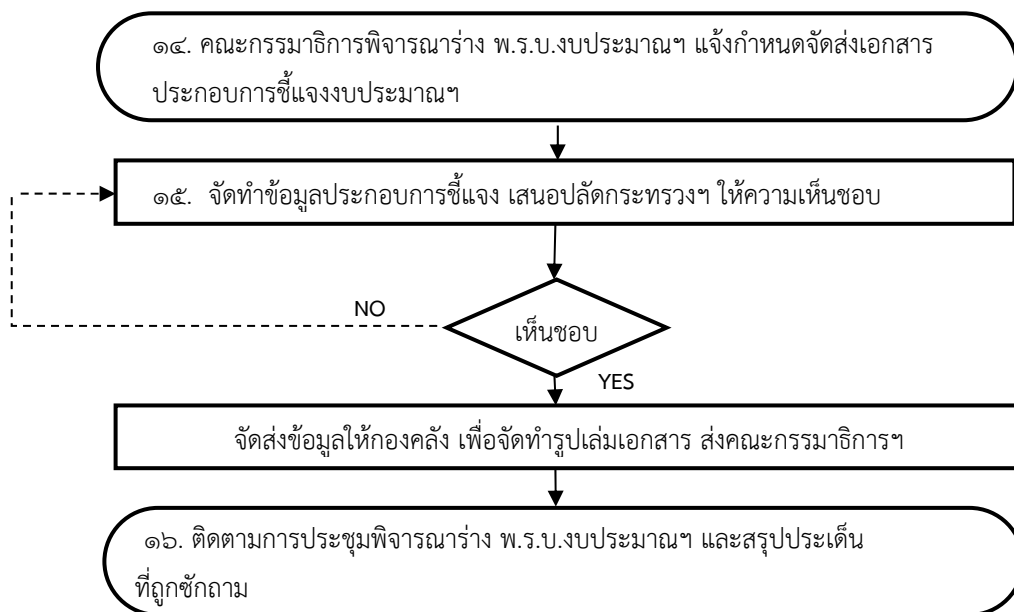 ๑๔. คณะกรรมาธิการพิจารณาร่าง พ.ร.บ.งบประมาณฯ แจ้งกำหนดจัดส่งเอกสาร
ประกอบการชี้แจงงบประมาณฯ
๑๕. จัดทำข้อมูลประกอบการชี้แจง เสนอปลัดกระทรวงฯ ให้ความเห็นชอบ
NO
เห็นชอบ
YES
จัดส่งข้อมูลให้กองคลัง เพื่อจัดทำรูปเล่มเอกสาร ส่งคณะกรรมาธิการฯ
๑๖. ติดตามการประชุมพิจารณาร่าง พ.ร.บ.งบประมาณฯ และสรุปประเด็น
ที่ถูกซักถาม